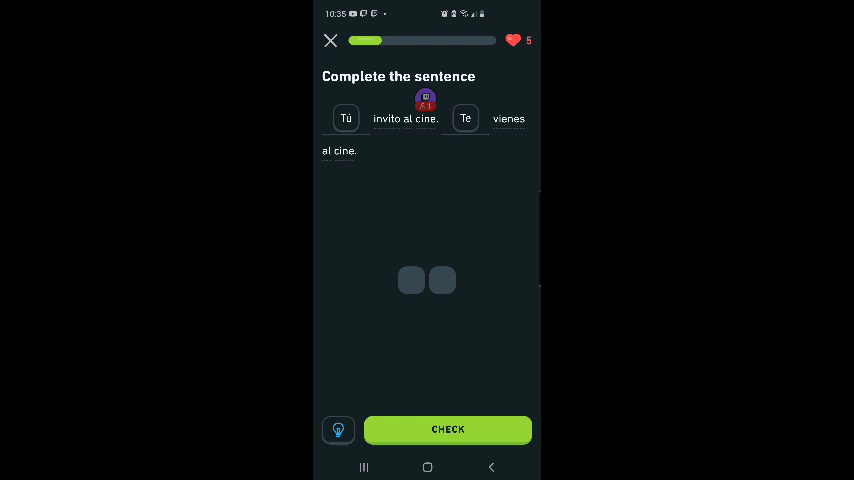 10:35
5
Complete the sentence
Tú invito al cine. Te vienes
al cine.
CHECK